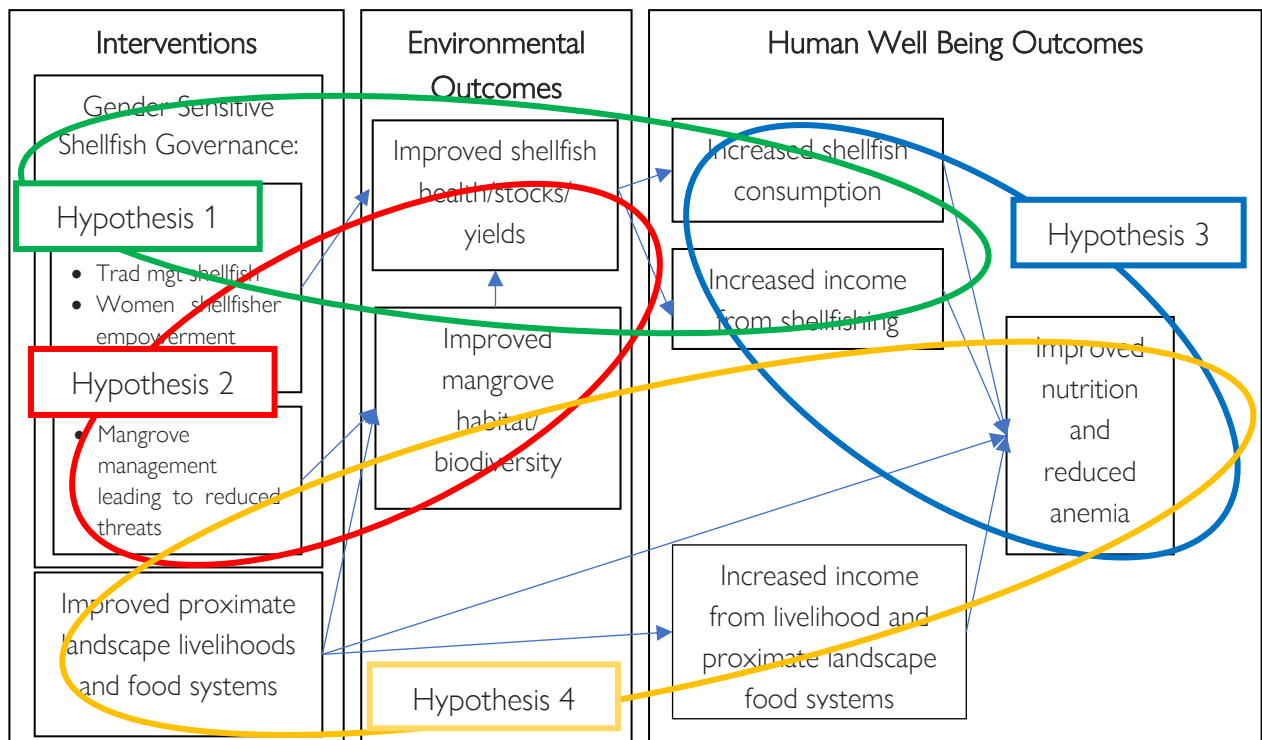 Interventions
Gender Sensitive
Shellfish Governance:
Hypothesis 1
• Trad mgt shellfish
• Women shellfisher
empowerment
Hypothesis 2
• Mangrove
management
leading to reduced
threats
Improved proximate
landscape livelihoods
and food systems
Environmental
Outcomes
Improved shellfish
health/stocks/
yields
Improved
mangrove
habitat/
biodiversity
Hypothesis 4
Human Well Being Outcomes
Increased shellfish
consumption
Increased income
from shellfishing
Hypothesis 3
Improved
nutrition
and
reduced
anemia
Increased income
from livelihood and
proximate landscape
food systems